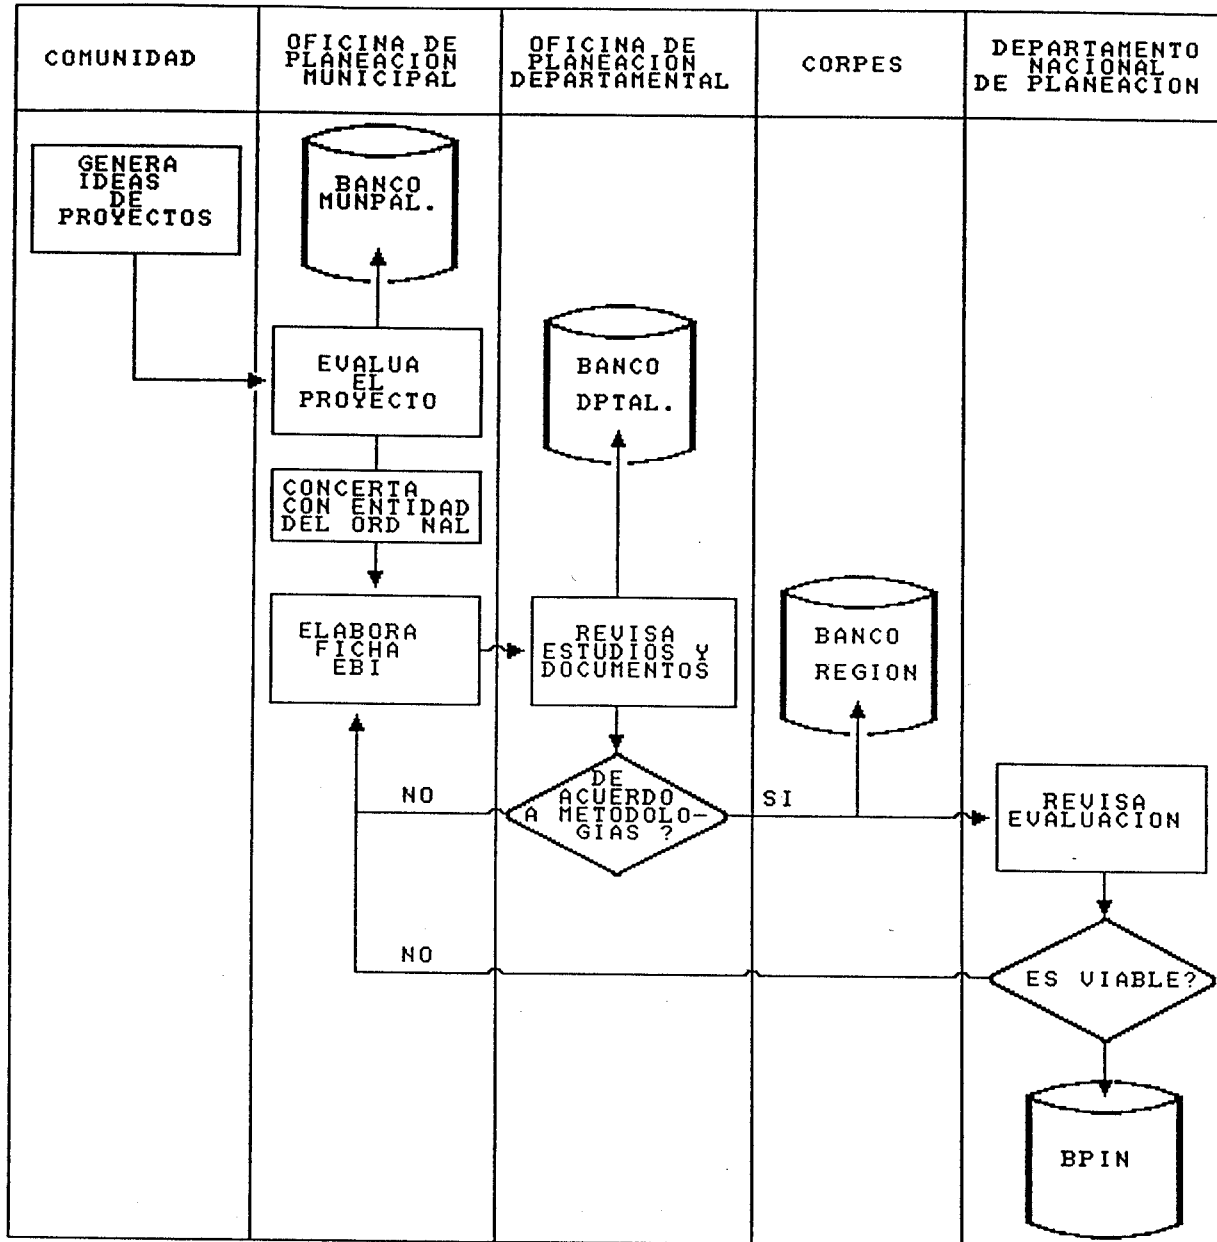 COMUNIDAD
OFICINA DE
PLANEACION
MUNICIPAL
OFICINA DE
PLANEACION
DEPARTAMENTAL
CORPES
DEPARTAMENTO
NACIONAL
DE PLANEACION
GENERA
IDEAS
DE
PROYECTOS
BANCO
MUNPAL.
EVALUA
EL
PROYECTO
BANCO
DPTAL.
CONCERTA
CON ENTIDAD
DEL ORD NAL
ELABORA
FICHA
EBI
REVISA
ESTUDIOS Y
DOCUMENTOS
BANCO
REGION
NO
DE
ACUERDO
A METODOLO-
GIAS ?
SI
REVISA
EVALUACION
NO
ES VIABLE?
BPIN